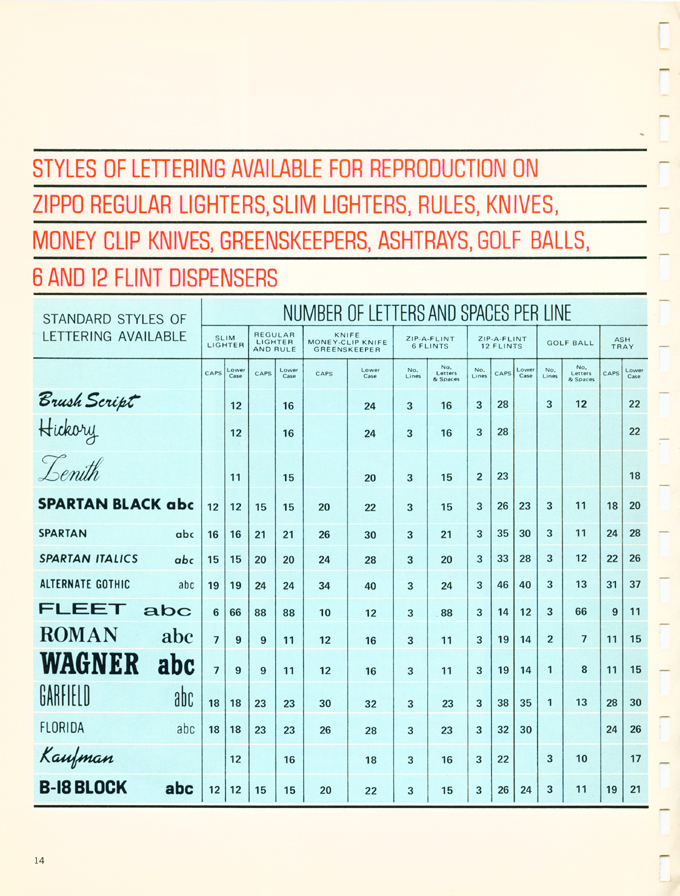 STYLES OF LETTERING AVAILABLE FOR REPRODUCTION ON
ZIPPO REGULAR LIGHTERS, SLIM LIGHTERS, RULES, KNIVES,
MONEY CLIP KNIVES, GREENSKEEPERS, ASHTRAYS, GOLF BALLS,
6 AND 12 FLINT DISPENSERS
STANDARD STYLES OF LETTERING AVAILABLE
NUMBER OF LETTERS AND SPACES PER LINE
SLIM LIGHTER
REGULAR LIGHTER AND RULE
KNIFE MONEY-CLIP KNIFE GREENSKEEPER
ZIP-A-FLINT 6 FLINTS
ZIP-A-FLINT 12 FLINTS
GOLF BALL
ASH TRAY
CAPS Lower Case CAPS Lower Case CAPS Lower Case No. Lines No. Letters & Spaces No. Lines CAPS Lower Case No. Lines No. Letters & Spaces CAPS Lower Case
Brush Script 12 16 24 3 16 3 28 3 12 22
Hickory 12 16 24 3 16 3 28 22
Zenith 11 15 20 3 15 2 23 18
SPARTAN BLACK abc 12 12 15 15 20 22 3 15 3 26 23 3 11 18 20
SPARTAN abc 16 16 21 21 26 30 3 21 3 35 30 3 11 24 28
SPARTAN ITALICS abc 15 15 20 20 24 28 3 20 3 33 28 3 12 22 26
ALTERNATE GOTHIC abc 19 19 24 24 34 40 3 24 3 46 40 3 13 31 37
FLEET abc 6 66 88 88 10 12 3 88 3 14 12 3 66 9 11
ROMAN abc 7 9 9 11 12 16 3 11 3 19 14 2 7 11 15
WAGNER abc 7 9 9 11 12 16 3 11 3 19 14 1 8 11 15
GARFIELD abc 18 18 23 23 30 32 3 23 3 38 35 1 13 28 30
FLORIDA abc 18 18 23 23 26 28 3 23 3 32 30 24 26
Kaufman 12 16 18 3 16 3 22 3 10 17
B-18 BLOCK abc 12 12 15 15 20 22 3 15 3 26 24 3 11 19 21
14